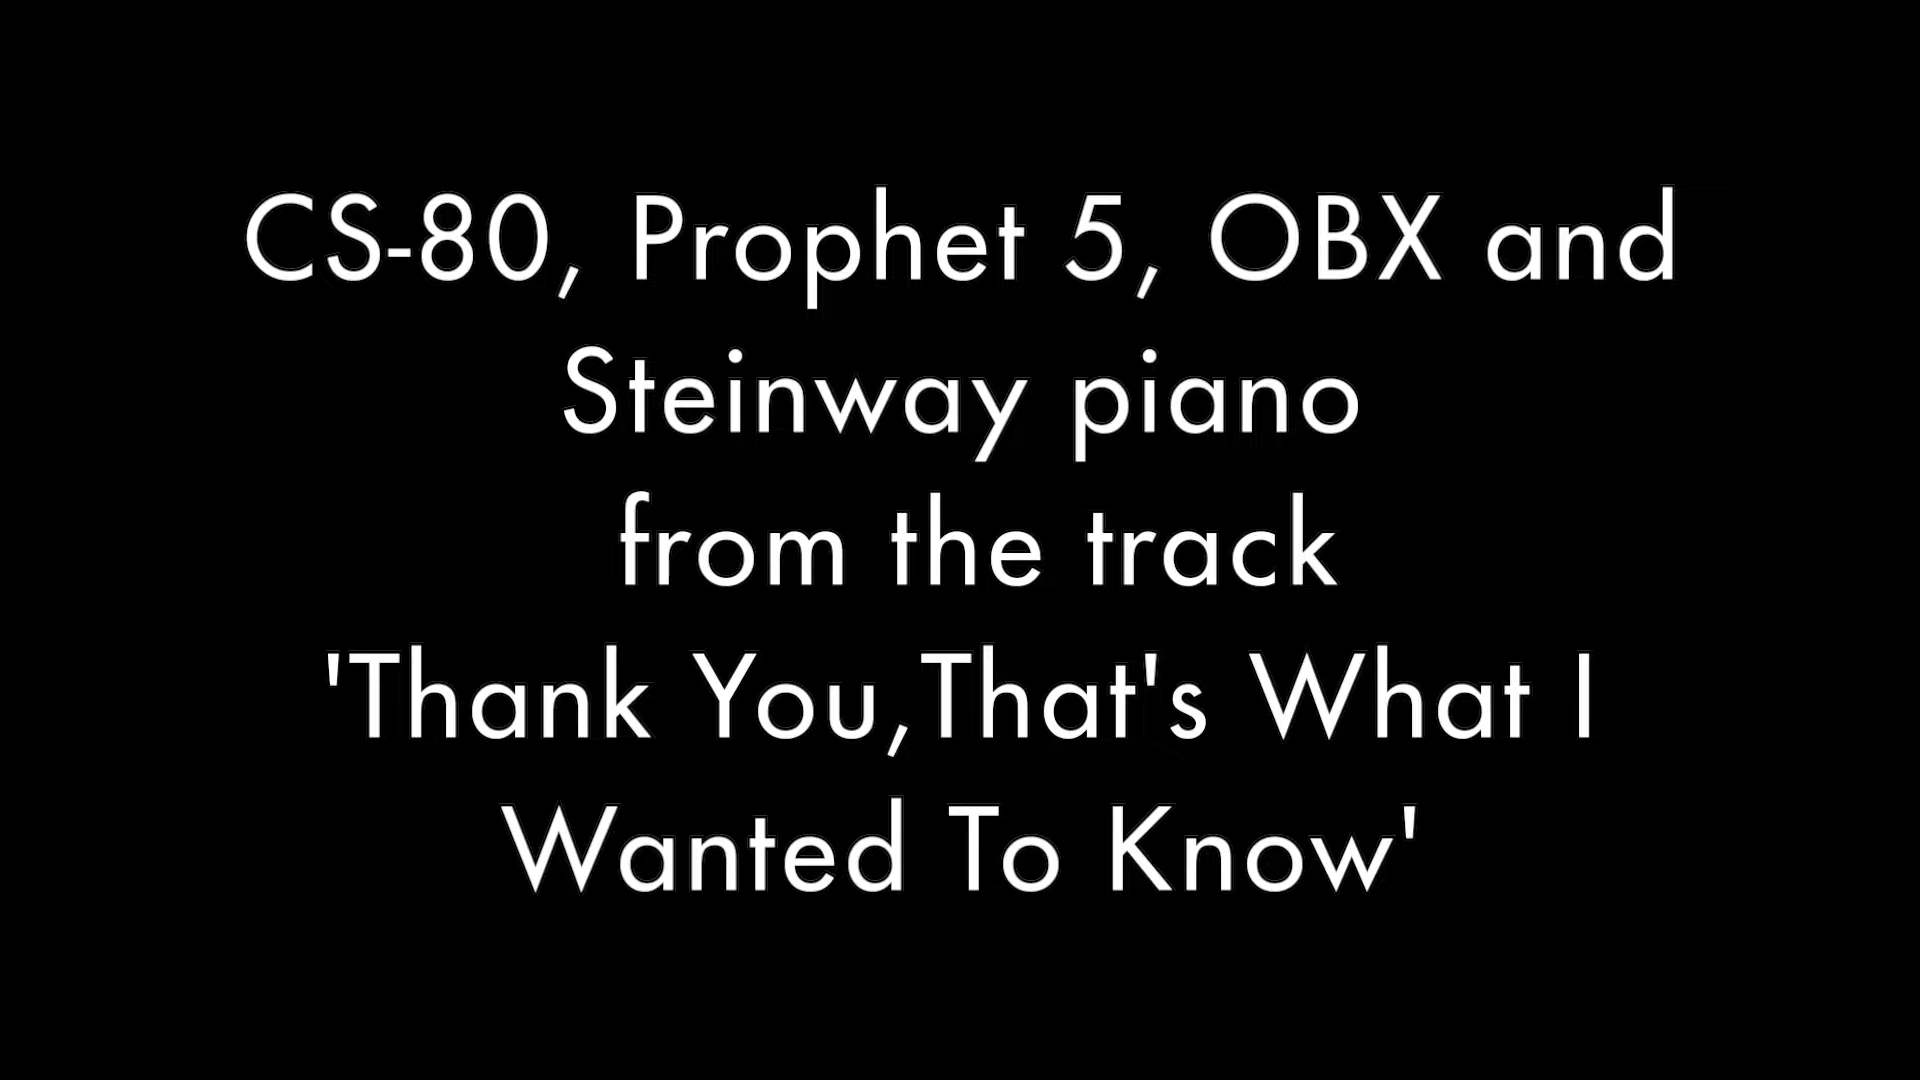 CS-80, Prophet 5, OBX and
Steinway piano
from the track
'Thank You,That's What I
Wanted To Know'